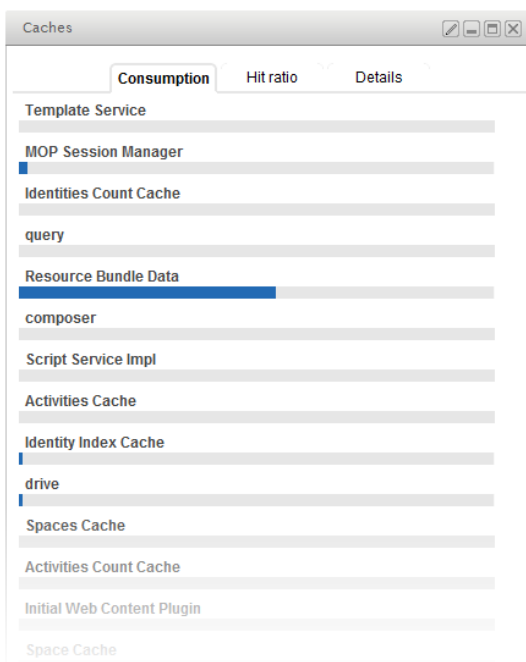 Caches
Consumption Hit ratio Details
Template Service
MOP Session Manager
Identities Count Cache
query
Resource Bundle Data
composer
Script Service Impl
Activities Cache
Identity Index Cache
drive
Spaces Cache
Activities Count Cache
Initial Web Content Plugin
Space Cache